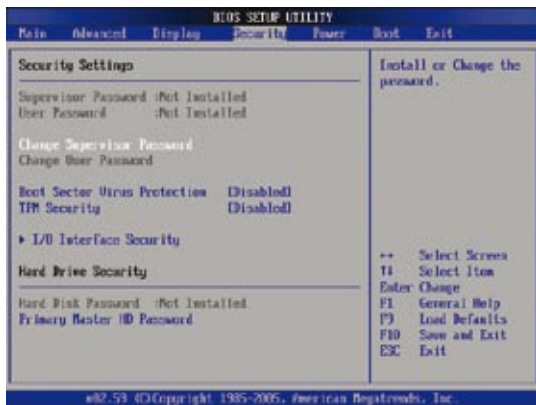 BIOS SETUP UTILITY
Main Advanced Display Security Power Boot Exit
Security Settings
Supervisor Password :Not Installed
User Password :Not Installed
Change Supervisor Password
Change User Password
Boot Sector Virus Protection [Disabled]
TPM Security [Disabled]
▶ I/O Interface Security
Hard Drive Security
Hard Disk Password :Not Installed
Primary Master HD Password
Install or Change the
password.
↔ Select Screen
↑↓ Select Item
Enter Change
F1 General Help
F9 Load Defaults
F10 Save and Exit
ESC Exit
v02.59 (C)Copyright 1985-2005, American Megatrends, Inc.